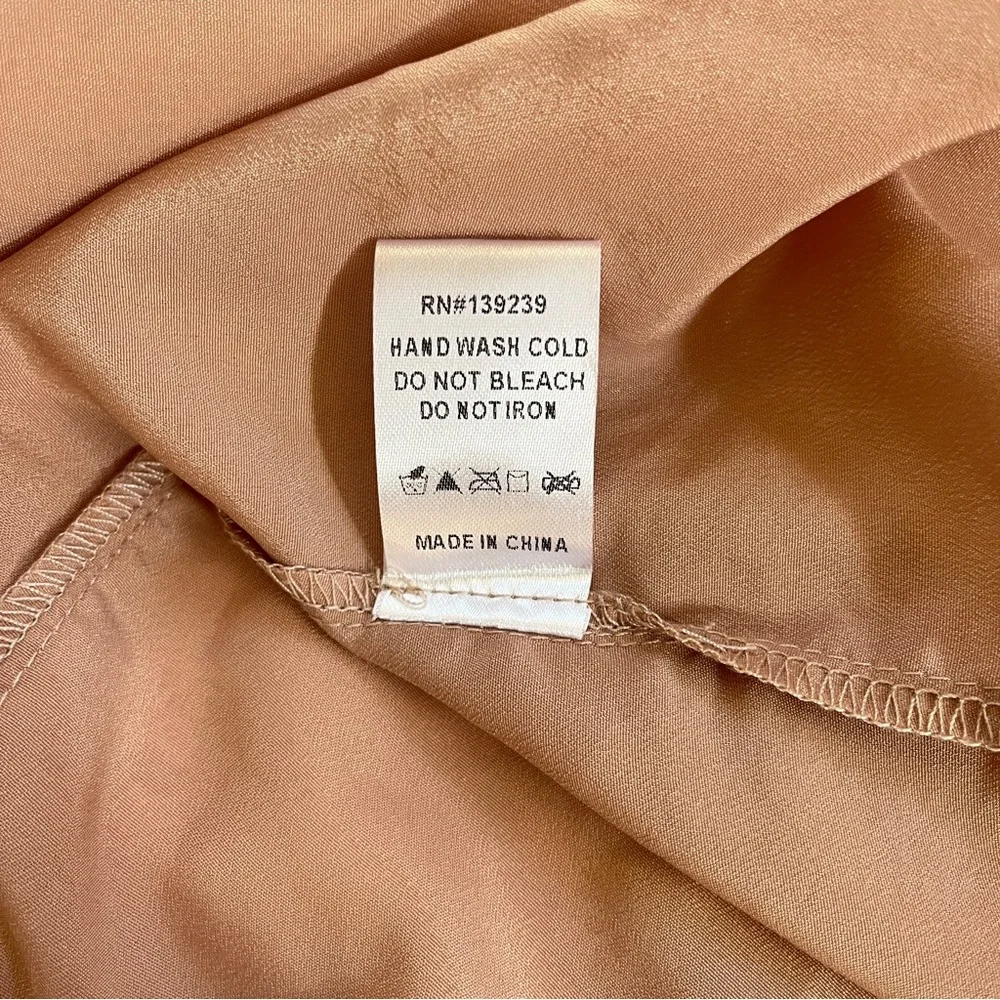 RN#139239
HAND WASH COLD
DO NOT BLEACH
DO NOT IRON
MADE IN CHINA